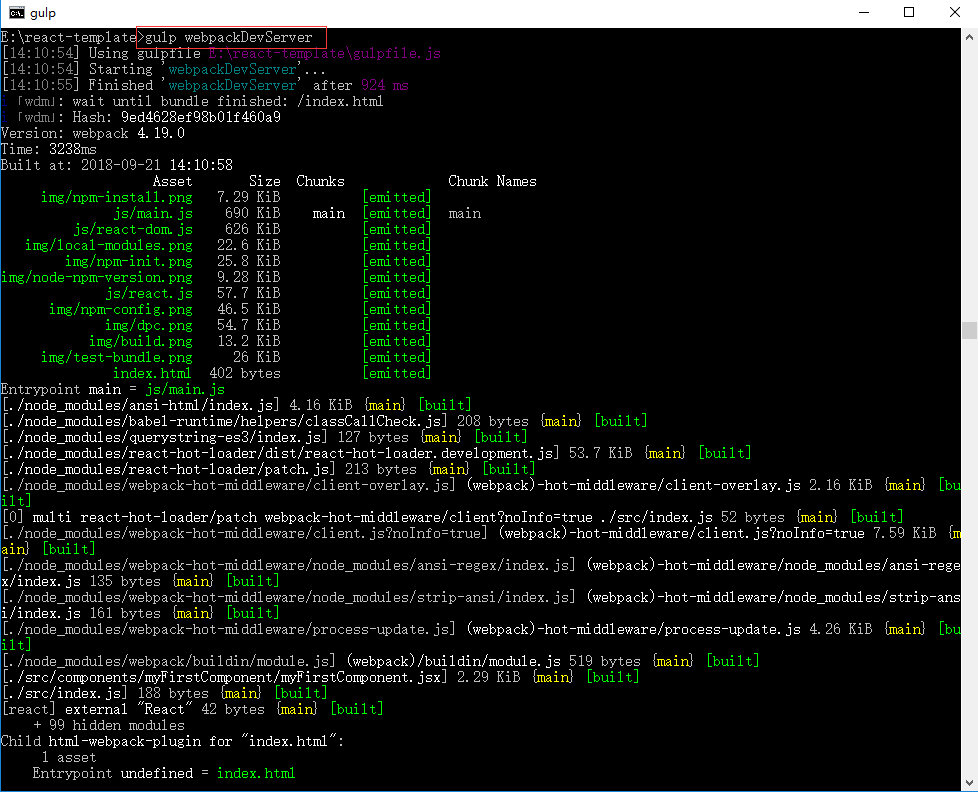 gulp
E:\react-template>gulp webpackDevServer
[14:10:54] Using gulpfile E:\react-template\gulpfile.js
[14:10:54] Starting 'webpackDevServer'...
[14:10:55] Finished 'webpackDevServer' after 924 ms
｢wdm｣: wait until bundle finished: /index.html
｢wdm｣: Hash: 9ed4628ef98b01f460a9
Version: webpack 4.19.0
Time: 3238ms
Built at: 2018-09-21 14:10:58
Asset Size Chunks Chunk Names
img/npm-install.png 7.29 KiB [emitted]
js/main.js 690 KiB main [emitted] main
js/react-dom.js 626 KiB [emitted]
img/local-modules.png 22.6 KiB [emitted]
img/npm-init.png 25.8 KiB [emitted]
img/node-npm-version.png 9.28 KiB [emitted]
js/react.js 57.7 KiB [emitted]
img/npm-config.png 46.5 KiB [emitted]
img/dpc.png 54.7 KiB [emitted]
img/build.png 13.2 KiB [emitted]
img/test-bundle.png 26 KiB [emitted]
index.html 402 bytes [emitted]
Entrypoint main = js/main.js
[./node_modules/ansi-html/index.js] 4.16 KiB {main} [built]
[./node_modules/babel-runtime/helpers/classCallCheck.js] 208 bytes {main} [built]
[./node_modules/querystring-es3/index.js] 127 bytes {main} [built]
[./node_modules/react-hot-loader/dist/react-hot-loader.development.js] 53.7 KiB {main} [built]
[./node_modules/react-hot-loader/patch.js] 213 bytes {main} [built]
[./node_modules/webpack-hot-middleware/client-overlay.js] (webpack)-hot-middleware/client-overlay.js 2.16 KiB {main} [bu
ilt]
[0] multi react-hot-loader/patch webpack-hot-middleware/client?noInfo=true ./src/index.js 52 bytes {main} [built]
[./node_modules/webpack-hot-middleware/client.js?noInfo=true] (webpack)-hot-middleware/client.js?noInfo=true 7.59 KiB {m
ain} [built]
[./node_modules/webpack-hot-middleware/node_modules/ansi-regex/index.js] (webpack)-hot-middleware/node_modules/ansi-rege
x/index.js 135 bytes {main} [built]
[./node_modules/webpack-hot-middleware/node_modules/strip-ansi/index.js] (webpack)-hot-middleware/node_modules/strip-ans
i/index.js 161 bytes {main} [built]
[./node_modules/webpack-hot-middleware/process-update.js] (webpack)-hot-middleware/process-update.js 4.26 KiB {main} [bu
ilt]
[./node_modules/webpack/buildin/module.js] (webpack)/buildin/module.js 519 bytes {main} [built]
[./src/components/myFirstComponent/myFirstComponent.jsx] 2.29 KiB {main} [built]
[./src/index.js] 188 bytes {main} [built]
[react] external "React" 42 bytes {main} [built]
+ 99 hidden modules
Child html-webpack-plugin for "index.html":
1 asset
Entrypoint undefined = index.html